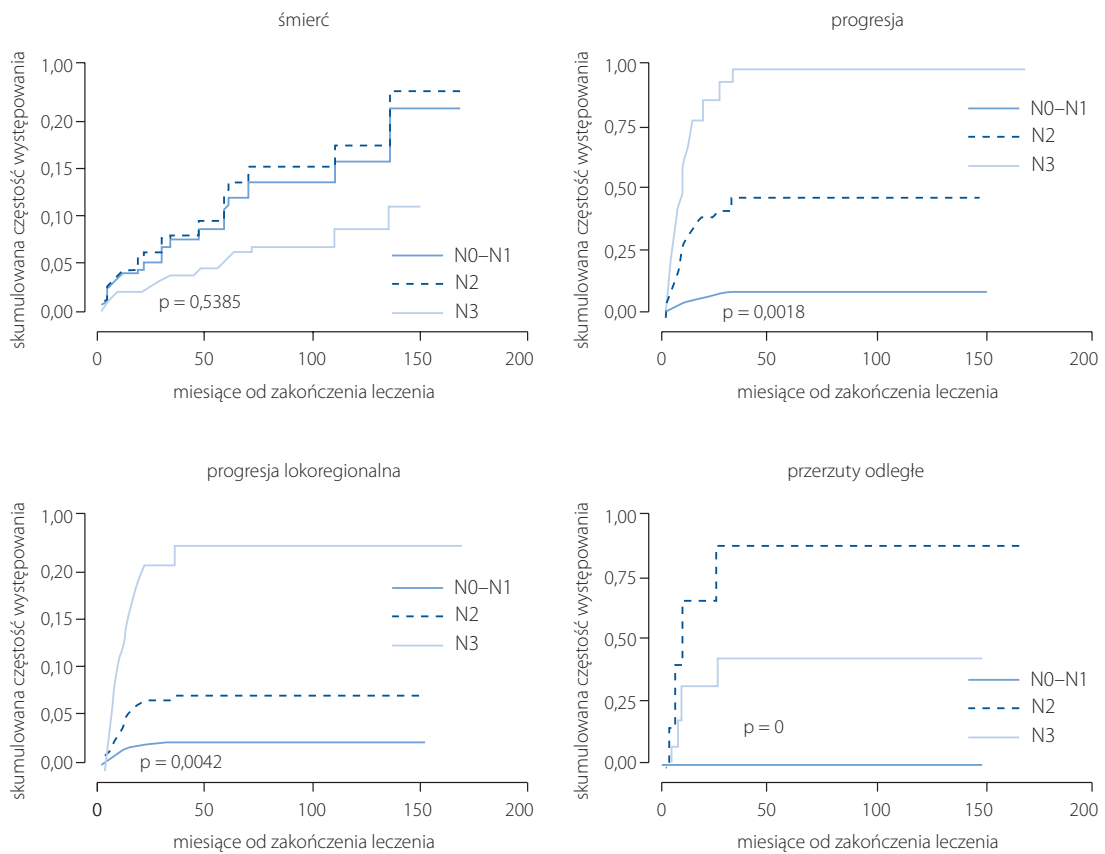 śmierć
skumulowana częstość występowania
1,00
0,20
0,15
0,10
0,05
0,00
N0–N1
N2
N3
p = 0,5385
0 50 100 150 200
miesiące od zakończenia leczenia
progresja
skumulowana częstość występowania
1,00
0,75
0,50
0,25
0,00
N0–N1
N2
N3
p = 0,0018
0 50 100 150 200
miesiące od zakończenia leczenia
progresja lokoregionalna
skumulowana częstość występowania
1,00
0,20
0,15
0,10
0,05
0,00
N0–N1
N2
N3
p = 0,0042
0 50 100 150 200
miesiące od zakończenia leczenia
przerzuty odległe
skumulowana częstość występowania
1,00
0,75
0,50
0,25
0,00
N0–N1
N2
N3
p = 0
0 50 100 150 200
miesiące od zakończenia leczenia